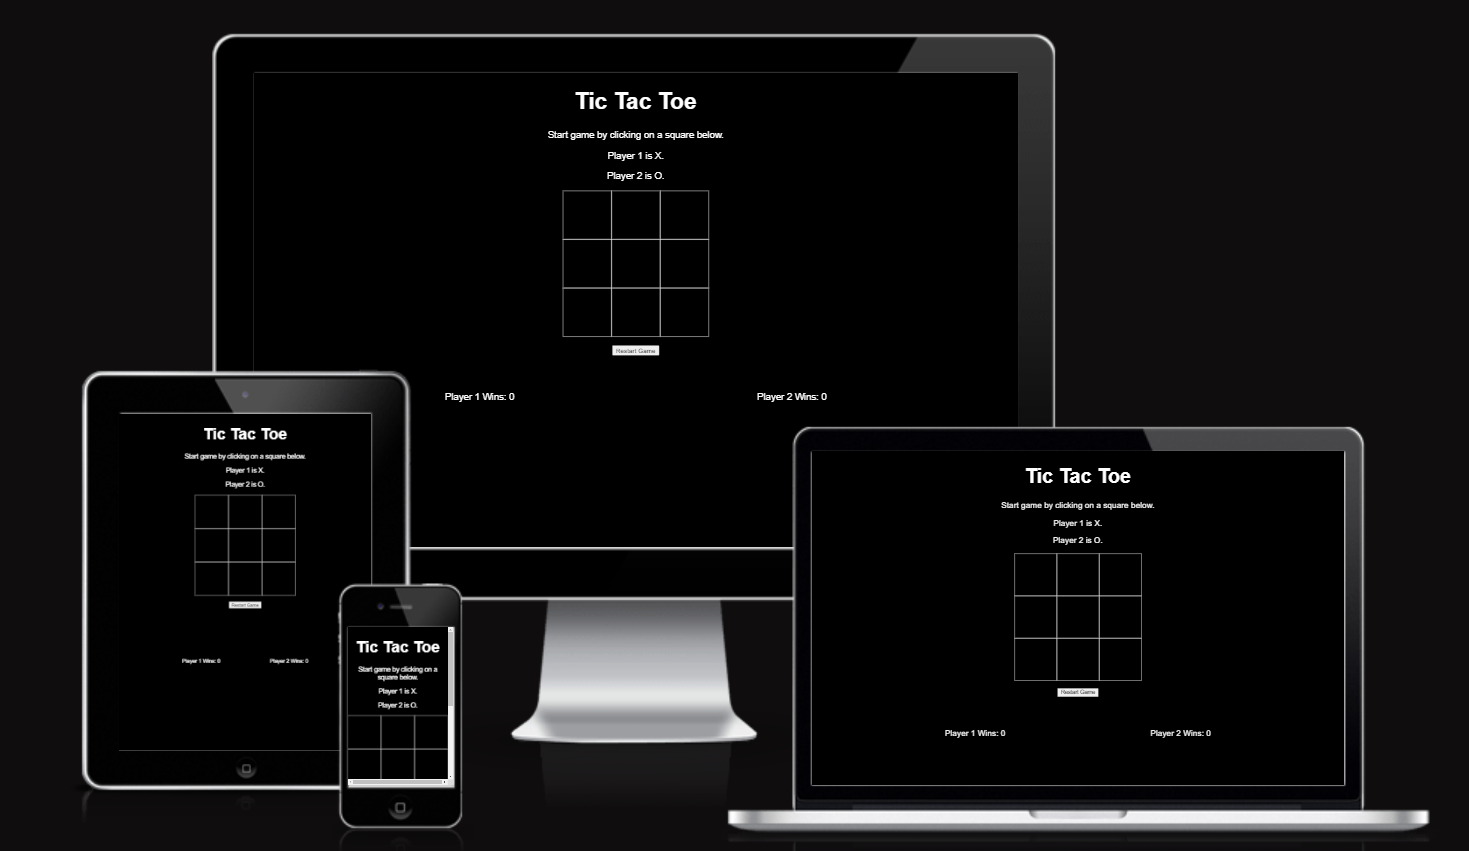 Tic Tac Toe
Start game by clicking on a square below.
Player 1 is X.
Player 2 is O.
Restart Game
Player 1 Wins: 0
Player 2 Wins: 0
Tic Tac Toe
Start game by clicking on a square below.
Player 1 is X.
Player 2 is O.
Restart Game
Player 1 Wins: 0
Player 2 Wins: 0
Tic Tac Toe
Start game by clicking on a
square below.
Player 1 is X.
Player 2 is O.
Tic Tac Toe
Start game by clicking on a square below.
Player 1 is X.
Player 2 is O.
Restart Game
Player 1 Wins: 0
Player 2 Wins: 0